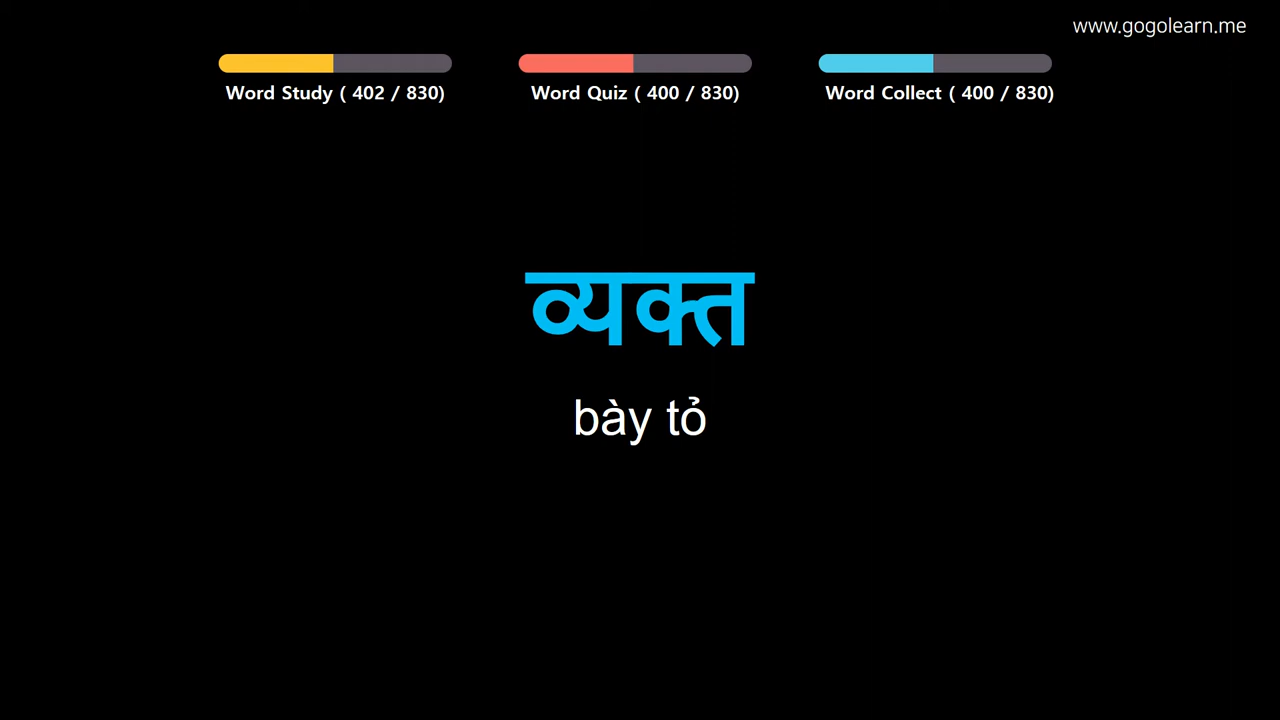 www.gogolearn.me
Word Study ( 402 / 830)
Word Quiz ( 400 / 830)
Word Collect ( 400 / 830)
व्यक्त
bày tỏ